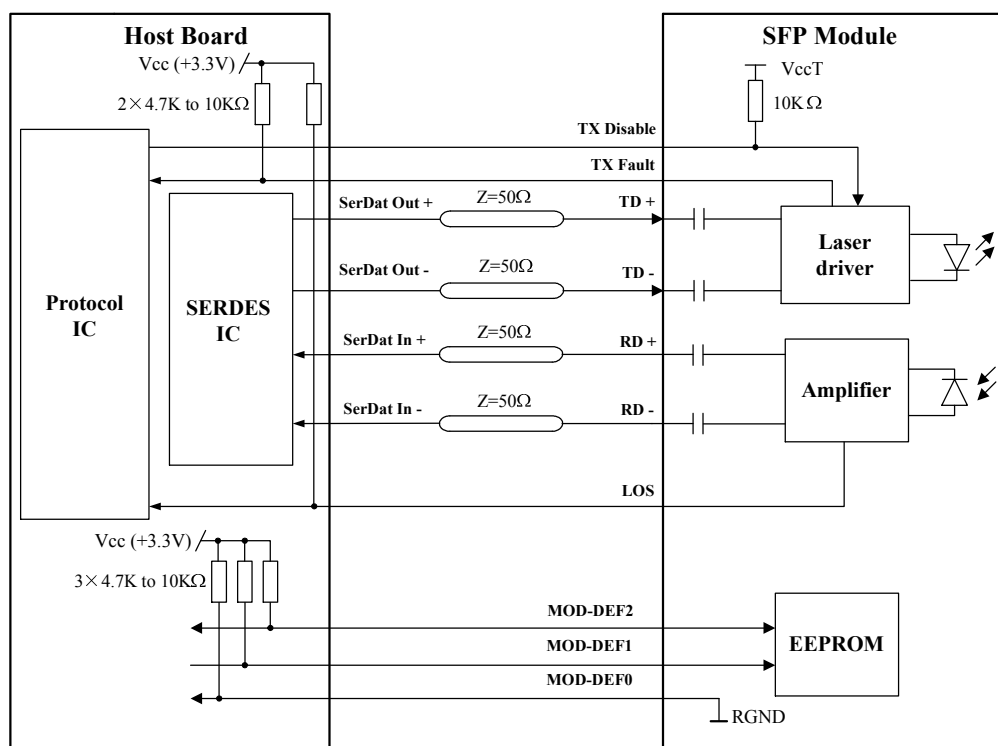 Host Board
SFP Module
Vcc (+3.3V)
VccT
2×4.7K to 10KΩ
10KΩ
TX Disable
TX Fault
SerDat Out +
Z=50Ω
TD +
Laser driver
SerDat Out -
Z=50Ω
TD -
Protocol IC
SERDES IC
SerDat In +
Z=50Ω
RD +
Amplifier
SerDat In -
Z=50Ω
RD -
LOS
Vcc (+3.3V)
3×4.7K to 10KΩ
MOD-DEF2
MOD-DEF1
EEPROM
MOD-DEF0
RGND